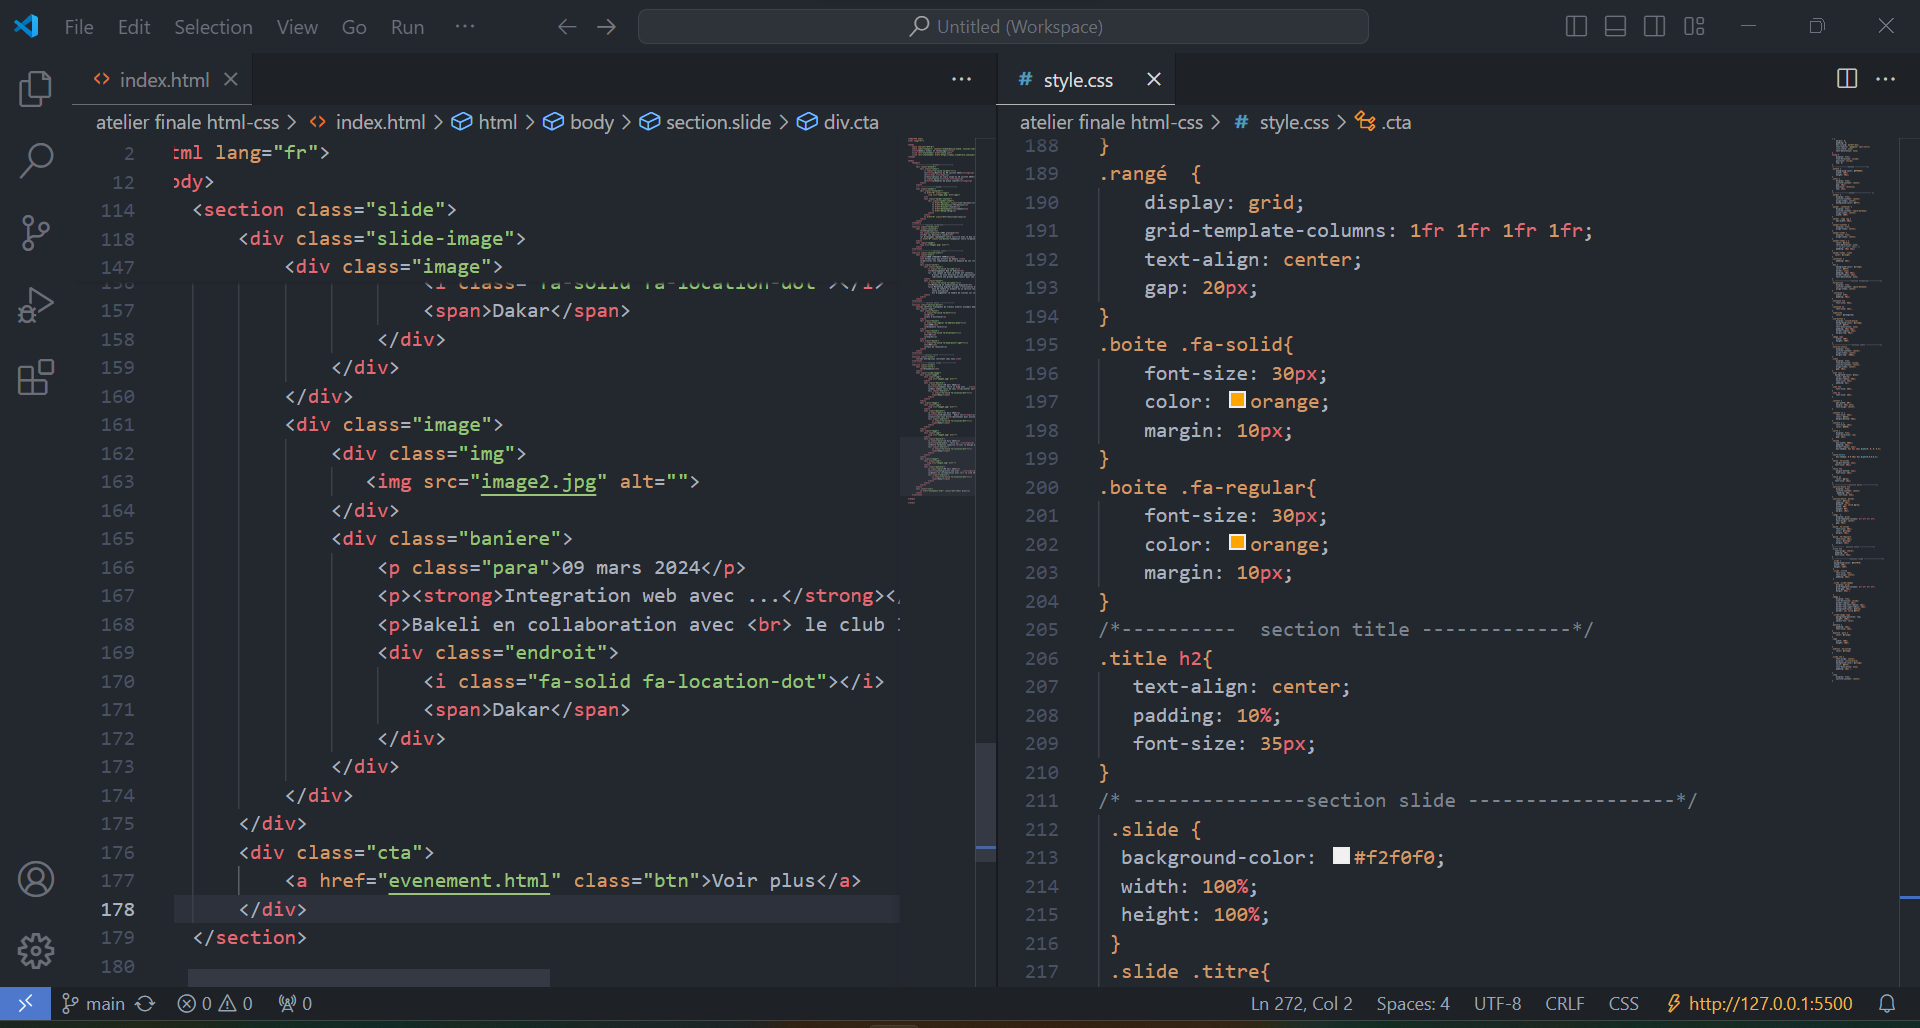 File Edit Selection View Go Run ··· Untitled (Workspace)
index.html
atelier finale html-css > index.html > html > body > section.slide > div.cta
2 tml lang="fr">
12 ody>
114 <section class="slide">
118 <div class="slide-image">
147 <div class="image">
156 <i class="fa-solid fa-location-dot"></i>
157 <span>Dakar</span>
158 </div>
159 </div>
160 </div>
161 <div class="image">
162 <div class="img">
163 <img src="image2.jpg" alt="">
164 </div>
165 <div class="baniere">
166 <p class="para">09 mars 2024</p>
167 <p><strong>Integration web avec ...</strong></
168 <p>Bakeli en collaboration avec <br> le club
169 <div class="endroit">
170 <i class="fa-solid fa-location-dot"></i>
171 <span>Dakar</span>
172 </div>
173 </div>
174 </div>
175 </div>
176 <div class="cta">
177 <a href="evenement.html" class="btn">Voir plus</a>
178 </div>
179 </section>
180
# style.css
atelier finale html-css > # style.css > .cta
188 }
189 .rangé {
190 display: grid;
191 grid-template-columns: 1fr 1fr 1fr 1fr;
192 text-align: center;
193 gap: 20px;
194 }
195 .boite .fa-solid{
196 font-size: 30px;
197 color: orange;
198 margin: 10px;
199 }
200 .boite .fa-regular{
201 font-size: 30px;
202 color: orange;
203 margin: 10px;
204 }
205 /*---------- section title -------------*/
206 .title h2{
207 text-align: center;
208 padding: 10%;
209 font-size: 35px;
210 }
211 /* ---------------section slide ------------------*/
212 .slide {
213 background-color: #f2f0f0;
214 width: 100%;
215 height: 100%;
216 }
217 .slide .titre{
main 0 0 0 Ln 272, Col 2 Spaces: 4 UTF-8 CRLF CSS http://127.0.0.1:5500